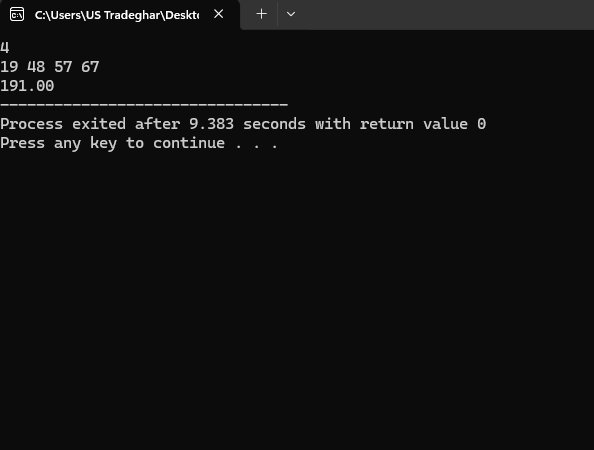 C:\Users\US Tradeghar\Deskto
4
19 48 57 67
191.00
--------------------------------
Process exited after 9.383 seconds with return value 0
Press any key to continue . . .